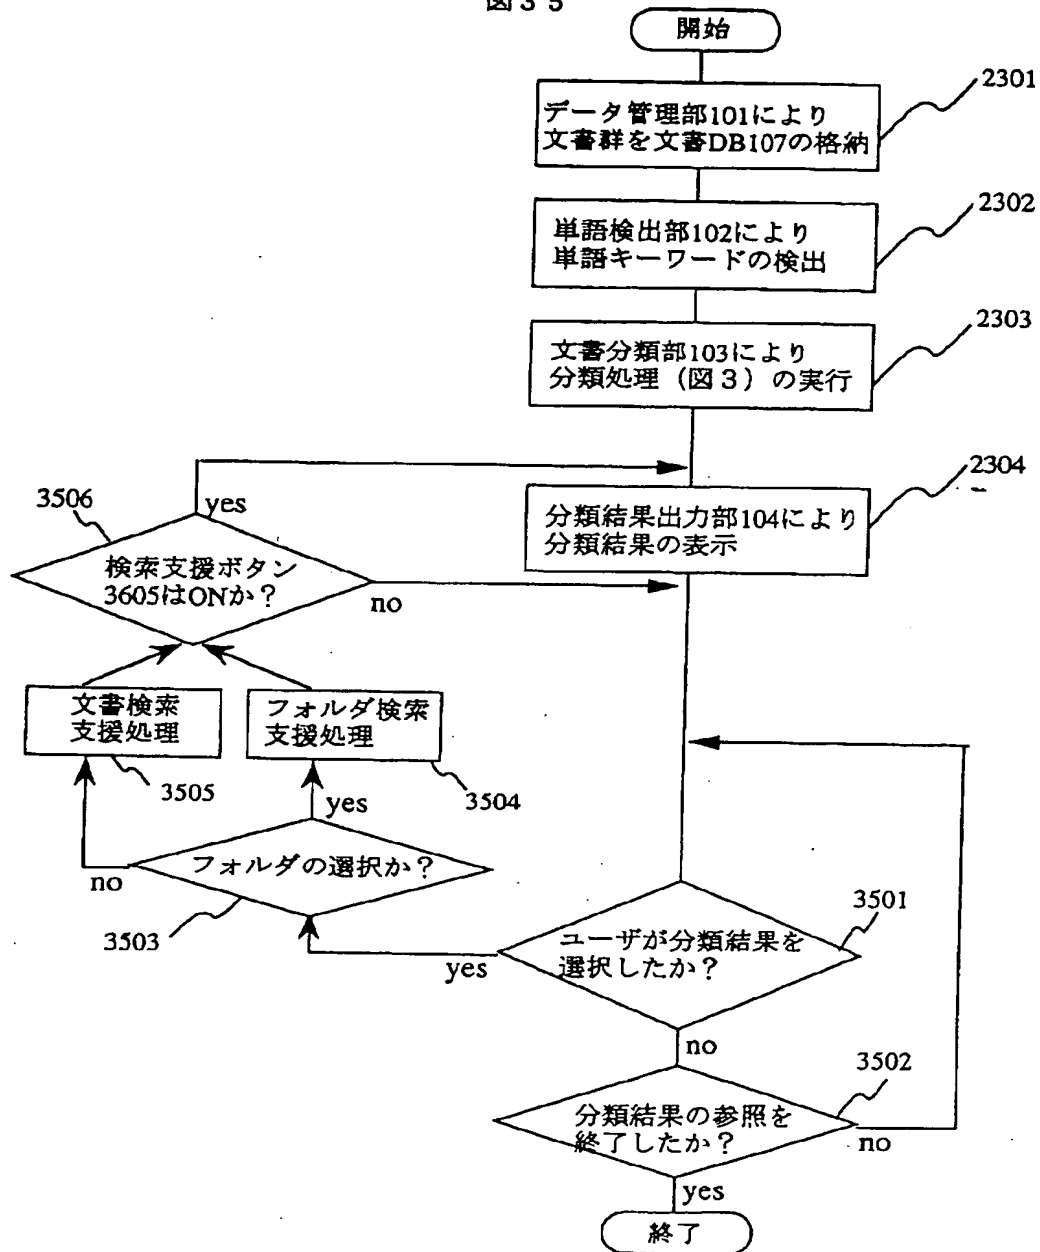 図35
開始
2301
データ管理部101により
文書群を文書DB107の格納
2302
単語検出部102により
単語キーワードの検出
2303
文書分類部103により
分類処理（図3）の実行
2304
分類結果出力部104により
分類結果の表示
3506
yes
検索支援ボタン
3605はONか？
no
文書検索
支援処理
3505
フォルダ検索
支援処理
3504
yes
フォルダの選択か？
no
3503
3501
ユーザが分類結果を
選択したか？
yes
no
3502
分類結果の参照を
終了したか？
no
yes
終了